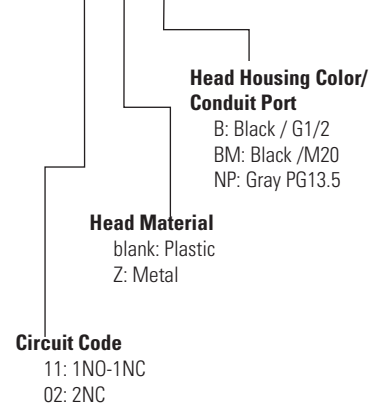 Head Housing Color/
Conduit Port
B: Black / G1/2
BM: Black /M20
NP: Gray PG13.5
Head Material
blank: Plastic
Z: Metal
Circuit Code
11: 1NO-1NC
02: 2NC